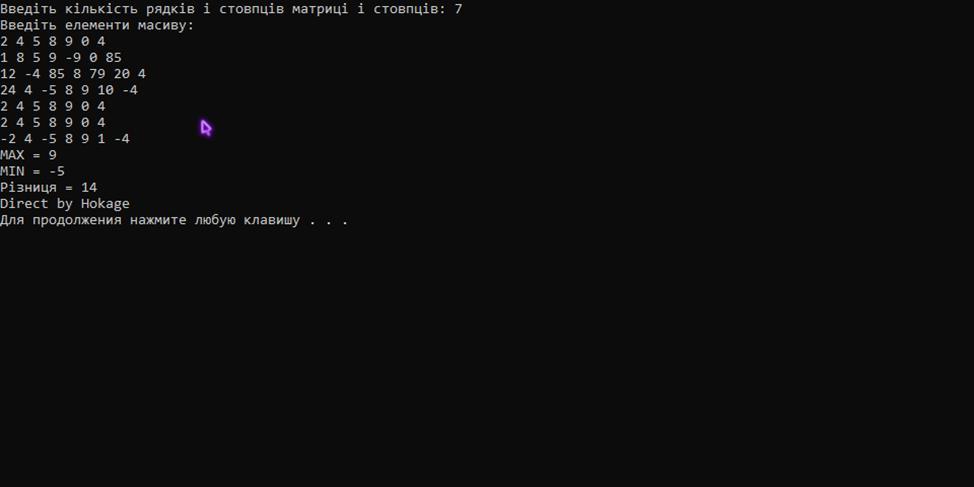 Введіть кількість рядків і стовпців матриці і стовпців: 7
Введіть елементи масиву:
2 4 5 8 9 0 4
1 8 5 9 -9 0 85
12 -4 85 8 79 20 4
24 4 -5 8 9 10 -4
2 4 5 8 9 0 4
2 4 5 8 9 0 4
-2 4 -5 8 9 1 -4
MAX = 9
MIN = -5
Різниця = 14
Direct by Hokage
Для продолжения нажмите любую клавишу . . .